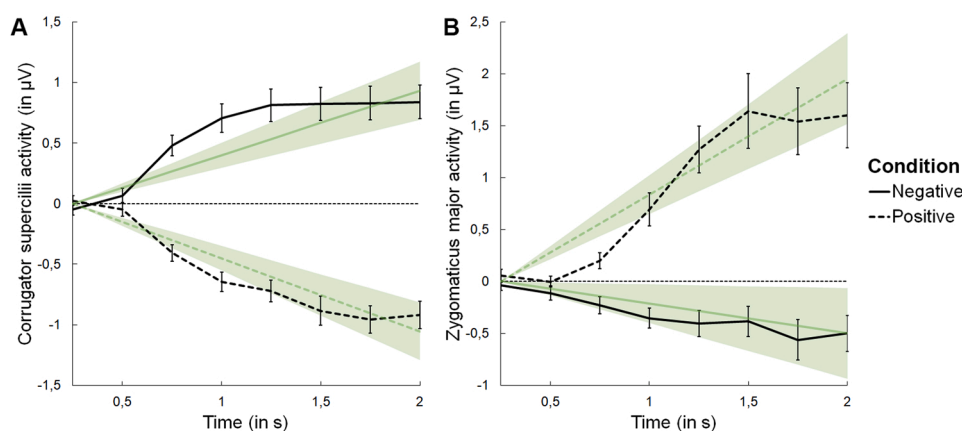 A
Corrugator supercilii activity (in µV)
1,5
1
0,5
0
-0,5
-1
-1,5
0,5
1
1,5
2
Time (in s)
B
Zygomaticus major activity (in µV)
2,5
2
1,5
1
0,5
0
-0,5
-1
0,5
1
1,5
2
Time (in s)
Condition
Negative
Positive